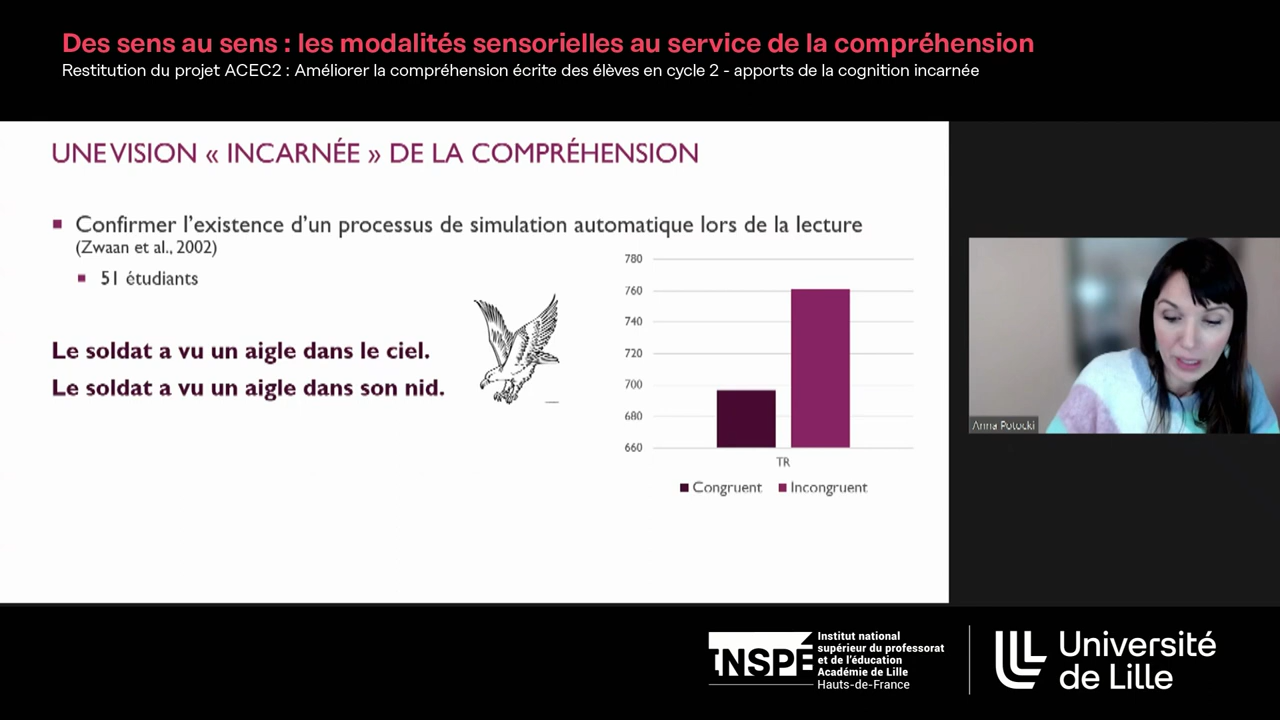 Des sens au sens : les modalités sensorielles au service de la compréhension
Restitution du projet ACEC2 : Améliorer la compréhension écrite des élèves en cycle 2 - apports de la cognition incarnée
UNE VISION « INCARNÉE » DE LA COMPRÉHENSION
Confirmer l'existence d'un processus de simulation automatique lors de la lecture
(Zwaan et al., 2002)
51 étudiants
Le soldat a vu un aigle dans le ciel.
Le soldat a vu un aigle dans son nid.
780
760
740
720
700
680
660
TR
Congruent Incongruent
Anna Potocki
INSPÉ
Institut national
supérieur du professorat
et de l'éducation
Académie de Lille
Hauts-de-France
Université
de Lille